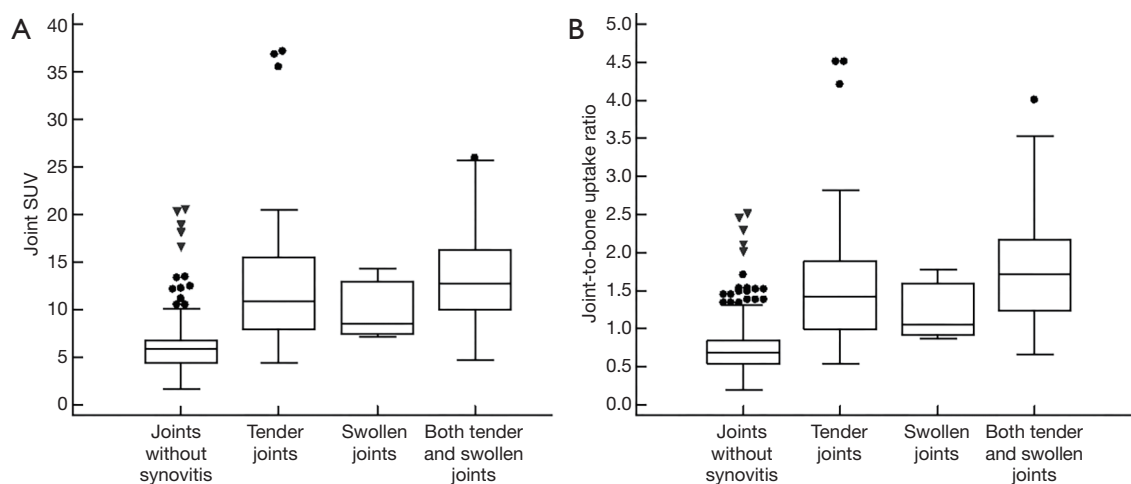 A
Joint SUV
40
35
30
25
20
15
10
5
0
Joints
without
synovitis
Tender
joints
Swollen
joints
Both tender
and swollen
joints
B
Joint-to-bone uptake ratio
5.0
4.5
4.0
3.5
3.0
2.5
2.0
1.5
1.0
0.5
0.0
Joints
without
synovitis
Tender
joints
Swollen
joints
Both tender
and swollen
joints